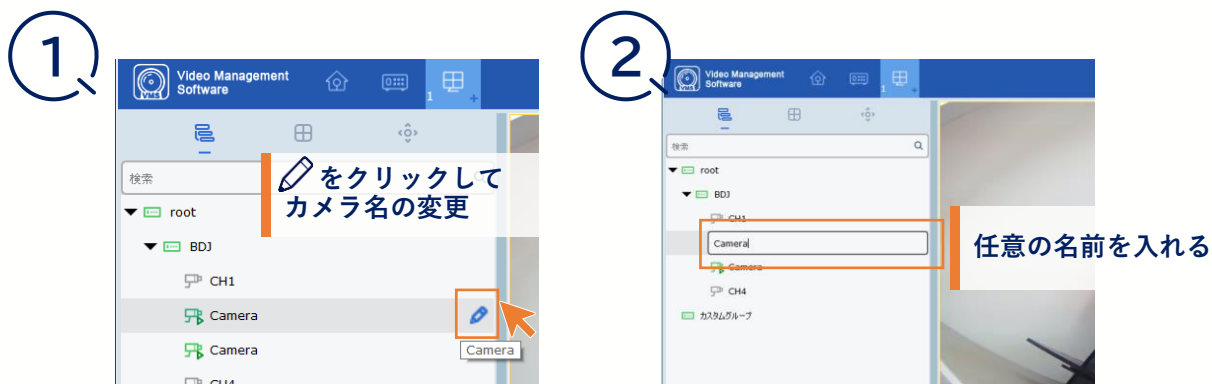 1
Video Management
Software
VMS
1
検索
をクリックして
カメラ名の変更
root
BDJ
CH1
Camera
Camera
Camera
CH4
2
Video Management
Software
VMS
1
検索
root
BDJ
CH1
Camera
Camera
CH4
カスタムグループ
任意の名前を入れる